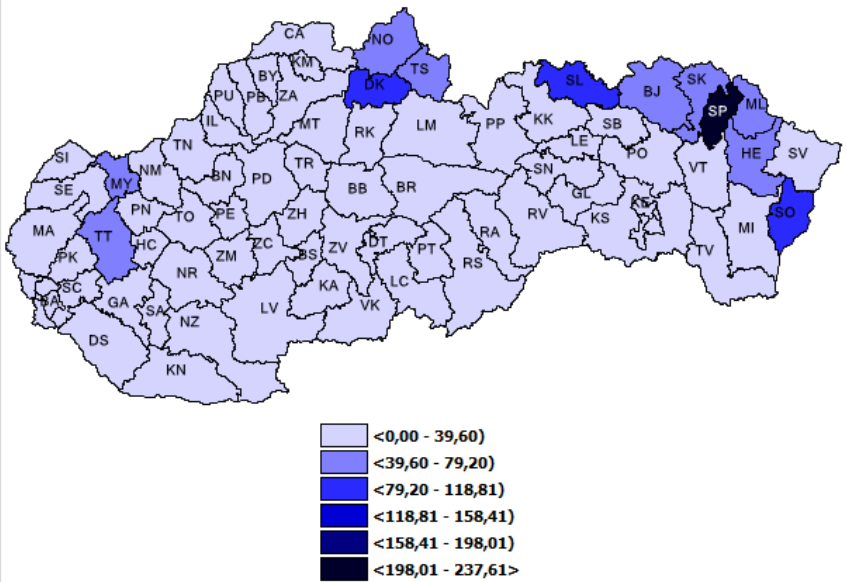 CA
NO
KM
TS
BY
DK
SL
SK
PU
PB
ZA
BJ
ML
SP
IL
MT
RK
LM
PP
KK
SB
TN
LE
PO
HE
SV
SI
NM
BN
PD
TR
SN
VT
MY
SE
BB
BR
GL
PN
TO
PE
ZH
RV
KS
KE
SO
MA
TT
HC
ZC
BS
ZV
DT
PT
RA
MI
PK
NR
ZM
RS
TV
SC
KA
LC
BA
GA
SA
LV
VK
NZ
DS
KN
<0,00 - 39,60)
<39,60 - 79,20)
<79,20 - 118,81)
<118,81 - 158,41)
<158,41 - 198,01)
<198,01 - 237,61>